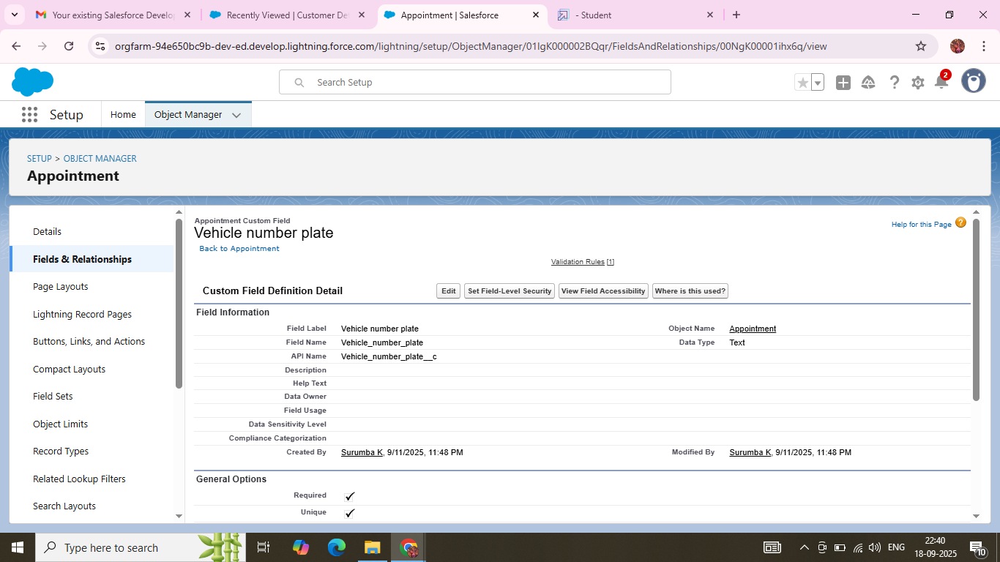 Your existing Salesforce Develo
Recently Viewed | Customer De
Appointment | Salesforce
- Student
orgfarm-94e650bc9b-dev-ed.develop.lightning.force.com/lightning/setup/ObjectManager/01IgK000002BQqr/FieldsAndRelationships/00NgK00001ihx6q/view
Search Setup
2
Setup
Home
Object Manager
SETUP > OBJECT MANAGER
Appointment
Details
Fields & Relationships
Page Layouts
Lightning Record Pages
Buttons, Links, and Actions
Compact Layouts
Field Sets
Object Limits
Record Types
Related Lookup Filters
Search Layouts
Appointment Custom Field
Vehicle number plate
Back to Appointment
Help for this Page ?
Validation Rules [1]
Custom Field Definition Detail Edit Set Field-Level Security View Field Accessibility Where is this used?
Field Information
Field Label Vehicle number plate Object Name Appointment
Field Name Vehicle_number_plate Data Type Text
API Name Vehicle_number_plate__c
Description
Help Text
Data Owner
Field Usage
Data Sensitivity Level
Compliance Categorization
Created By Surumba K, 9/11/2025, 11:48 PM Modified By Surumba K, 9/11/2025, 11:48 PM
General Options
Required
Unique
Type here to search
ENG
22:40
18-09-2025
10